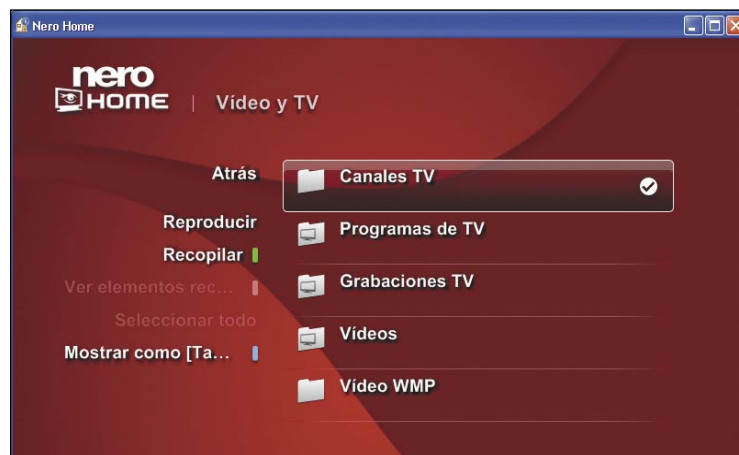 Nero Home
nero
HOME | Vídeo y TV
Atrás
Reproducir
Recopilar
Ver elementos rec...
Seleccionar todo
Mostrar como [Ta...
Canales TV
Programas de TV
Grabaciones TV
Vídeos
Vídeo WMP